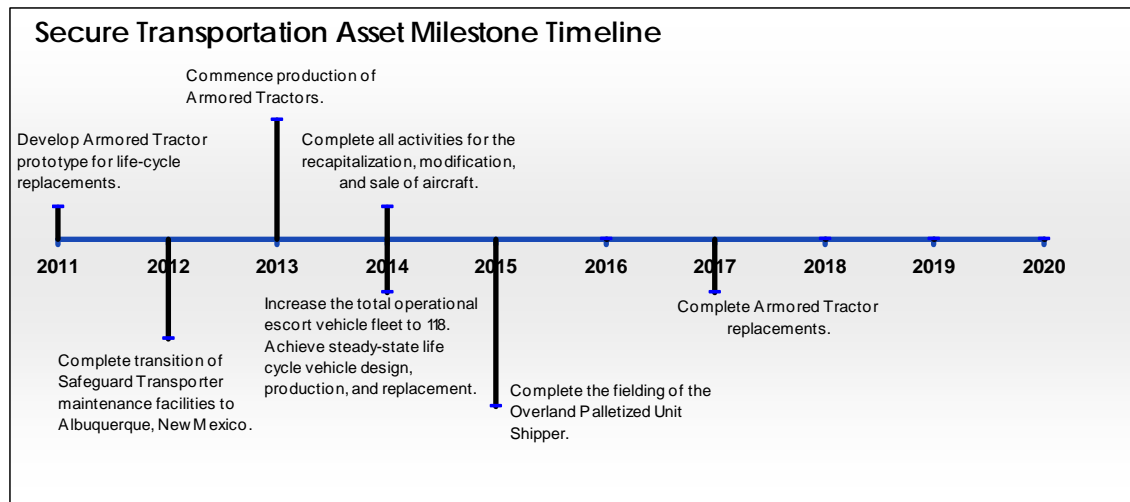 Secure Transportation Asset Milestone Timeline
Commence production of
Armored Tractors.
Develop Armored Tractor
prototype for life-cycle
replacements.
Complete all activities for the
recapitalization, modification,
and sale of aircraft.
2011 2012 2013 2014 2015 2016 2017 2018 2019 2020
Complete transition of
Safeguard Transporter
maintenance facilities to
Albuquerque, New Mexico.
Increase the total operational
escort vehicle fleet to 118.
Achieve steady-state life
cycle vehicle design,
production, and replacement.
Complete the fielding of the
Overland Palletized Unit
Shipper.
Complete Armored Tractor
replacements.